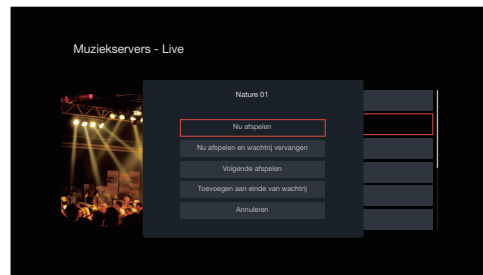 Muziekservers - Live
Nature 01
Nu afspelen
Nu afspelen en wachtrij vervangen
Volgende afspelen
Toevoegen aan einde van wachtrij
Annuleren